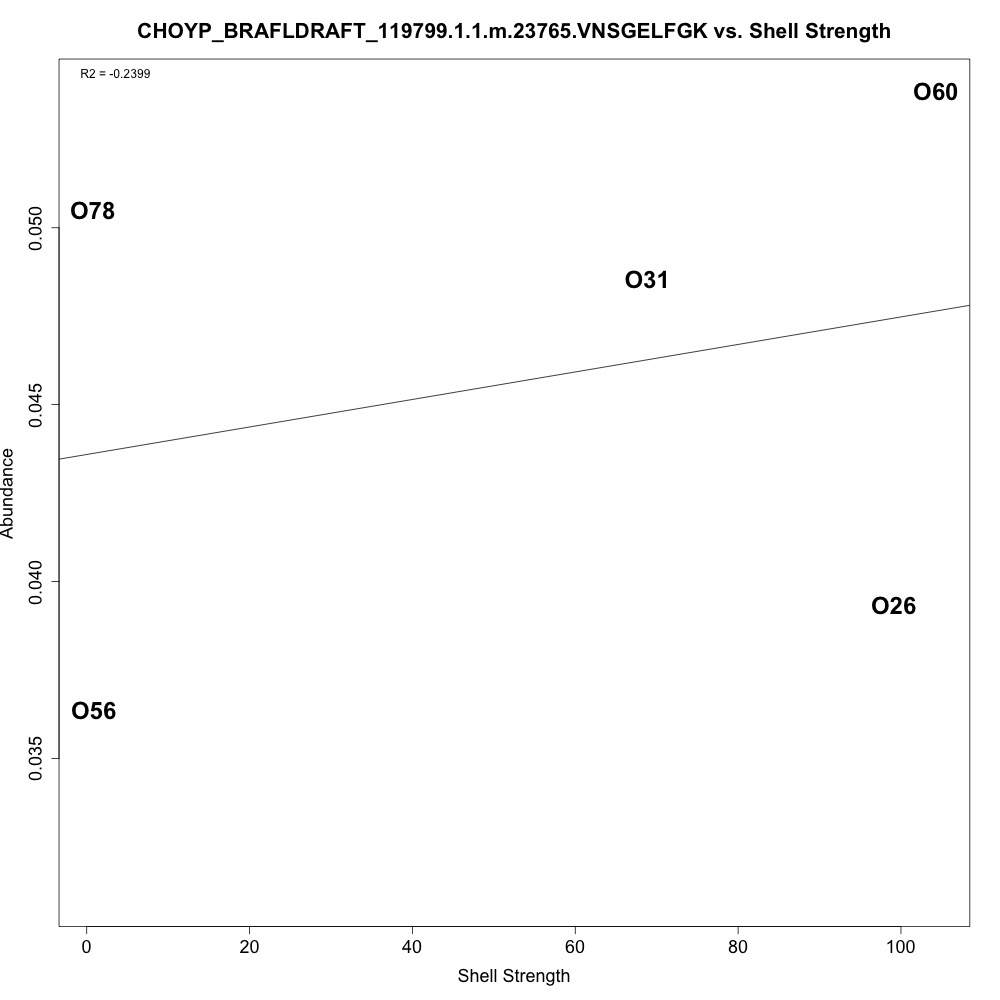 CHOYP_BRAFLDRAFT_119799.1.1.m.23765.VNSGELFGK vs. Shell Strength
R2 = -0.2399
O60
O78
O31
O26
O56
0.050
0.045
0.040
0.035
Abundance
0 20 40 60 80 100
Shell Strength